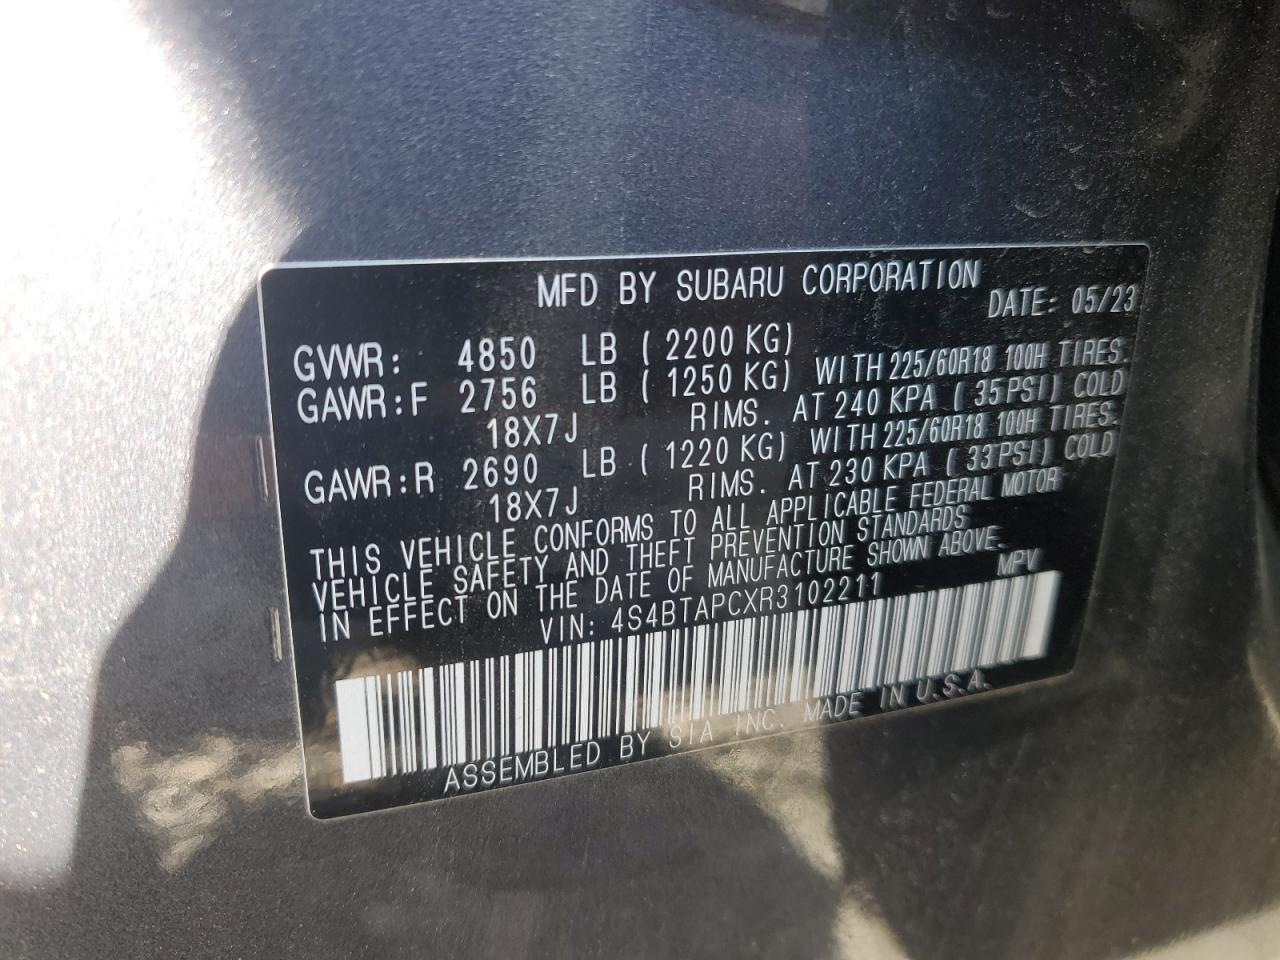 MFD BY SUBARU CORPORATION
DATE: 05/23
GVWR: 4850 LB ( 2200 KG)
GAWR:F 2756 LB ( 1250 KG) WITH 225/60R18 100H TIRES.
18X7J RIMS. AT 240 KPA ( 35PSI) COLD
GAWR:R 2690 LB ( 1220 KG) WITH 225/60R18 100H TIRES.
18X7J RIMS. AT 230 KPA ( 33PSI) COLD
THIS VEHICLE CONFORMS TO ALL APPLICABLE FEDERAL MOTOR
VEHICLE SAFETY AND THEFT PREVENTION STANDARDS
IN EFFECT ON THE DATE OF MANUFACTURE SHOWN ABOVE.
VIN: 4S4BTAPCXR3102211 MPV
ASSEMBLED BY SIA INC. MADE IN U.S.A.